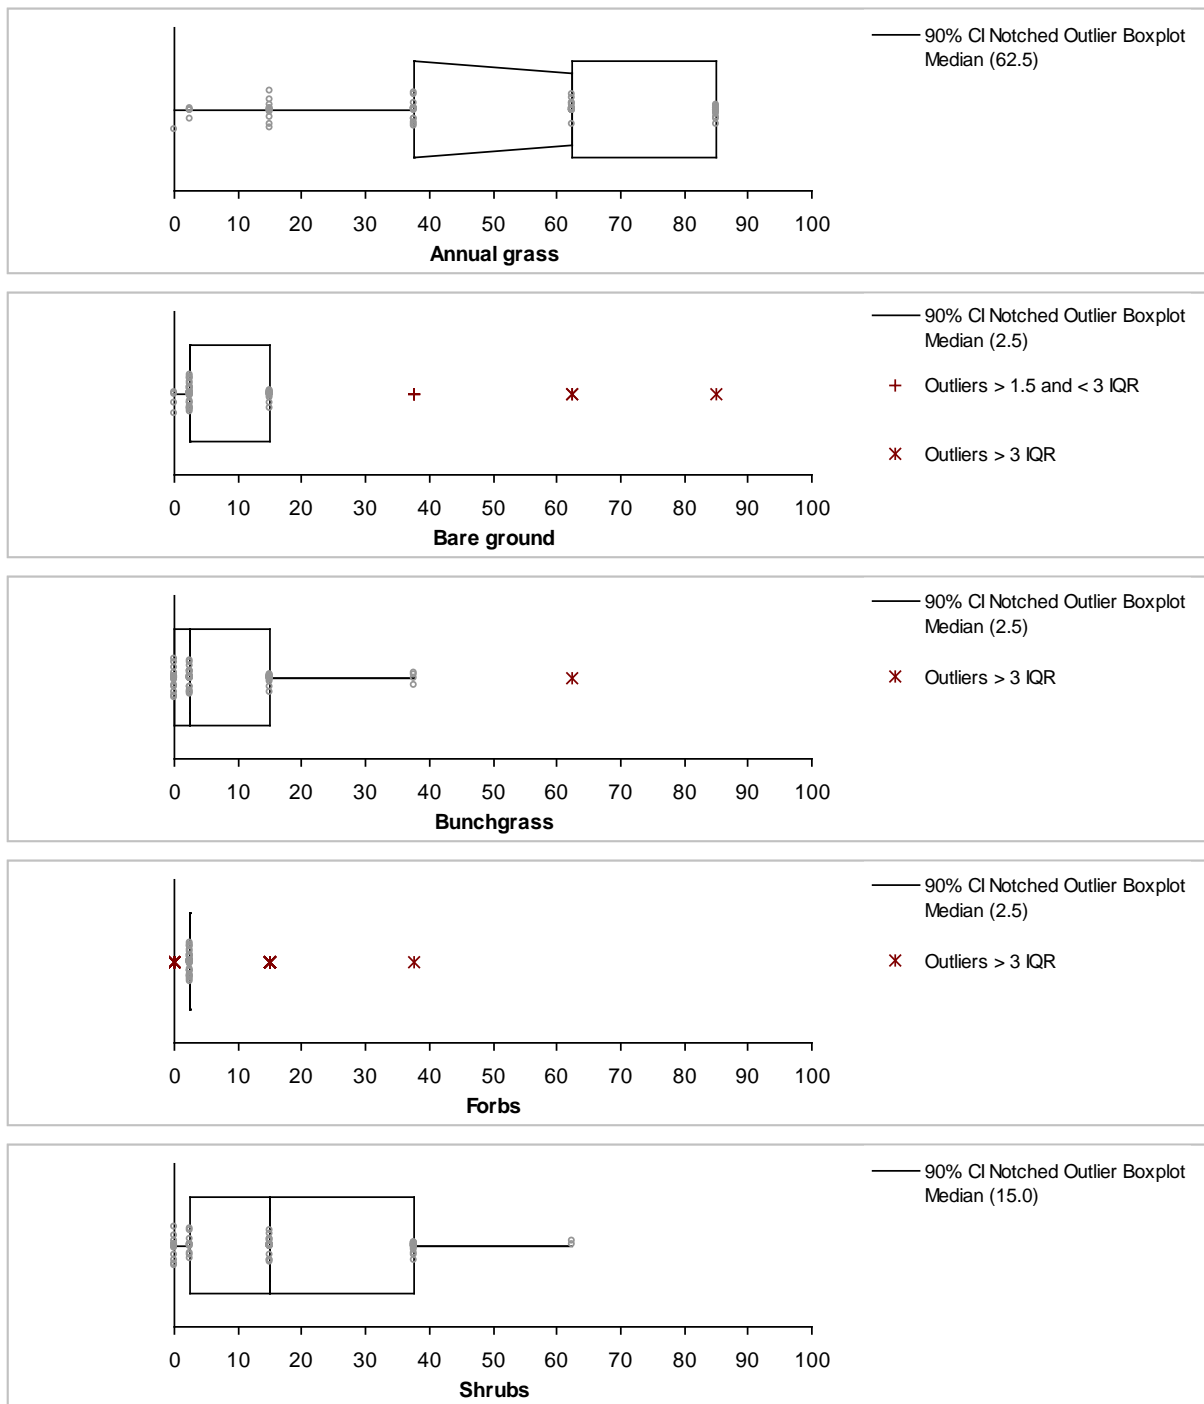 90% CI Notched Outlier Boxplot
Median (62.5)
0 10 20 30 40 50 60 70 80 90 100
Annual grass
90% CI Notched Outlier Boxplot
Median (2.5)
Outliers > 1.5 and < 3 IQR
Outliers > 3 IQR
0 10 20 30 40 50 60 70 80 90 100
Bare ground
90% CI Notched Outlier Boxplot
Median (2.5)
Outliers > 3 IQR
0 10 20 30 40 50 60 70 80 90 100
Bunchgrass
90% CI Notched Outlier Boxplot
Median (2.5)
Outliers > 3 IQR
0 10 20 30 40 50 60 70 80 90 100
Forbs
90% CI Notched Outlier Boxplot
Median (15.0)
0 10 20 30 40 50 60 70 80 90 100
Shrubs